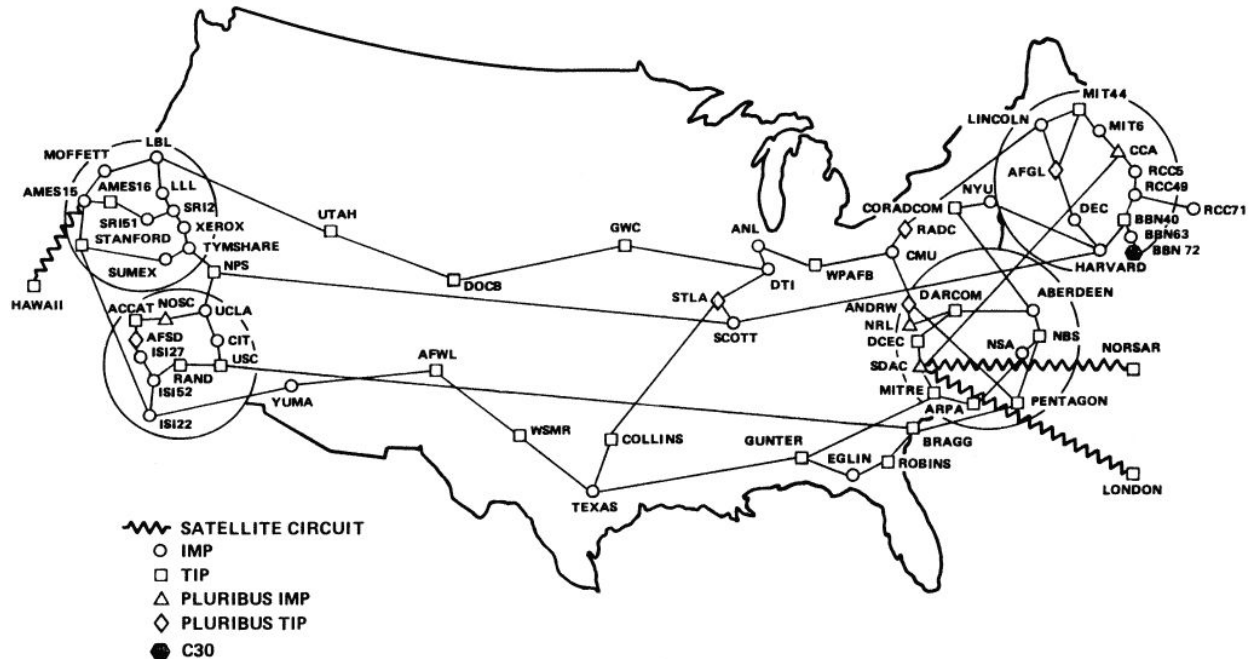 MIT44
LINCOLN
MIT6
CCA
MOFFETT
LBL
AFGL
RCC5
AMES15
AMES16
LLL
NYU
RCC49
SRI2
CORADCOM
DEC
RCC71
SRI51
XEROX
UTAH
GWC
ANL
RADC
BBN40
STANFORD
TYMSHARE
BBN63
SUMEX
CMU
HARVARD
BBN 72
NPS
DOCB
DTI
WPAFB
HAWAII
STLA
DARCOM
ABERDEEN
ACCAT
NOSC
UCLA
ANDRW
NRL
AFSD
SCOTT
DCEC
NSA
NBS
CIT
ISI27
USC
AFWL
SDAC
NORSAR
RAND
ISI52
YUMA
MITRE
ARPA
PENTAGON
ISI22
WSMR
COLLINS
GUNTER
BRAGG
EGLIN
ROBINS
LONDON
TEXAS
SATELLITE CIRCUIT
IMP
TIP
PLURIBUS IMP
PLURIBUS TIP
C30